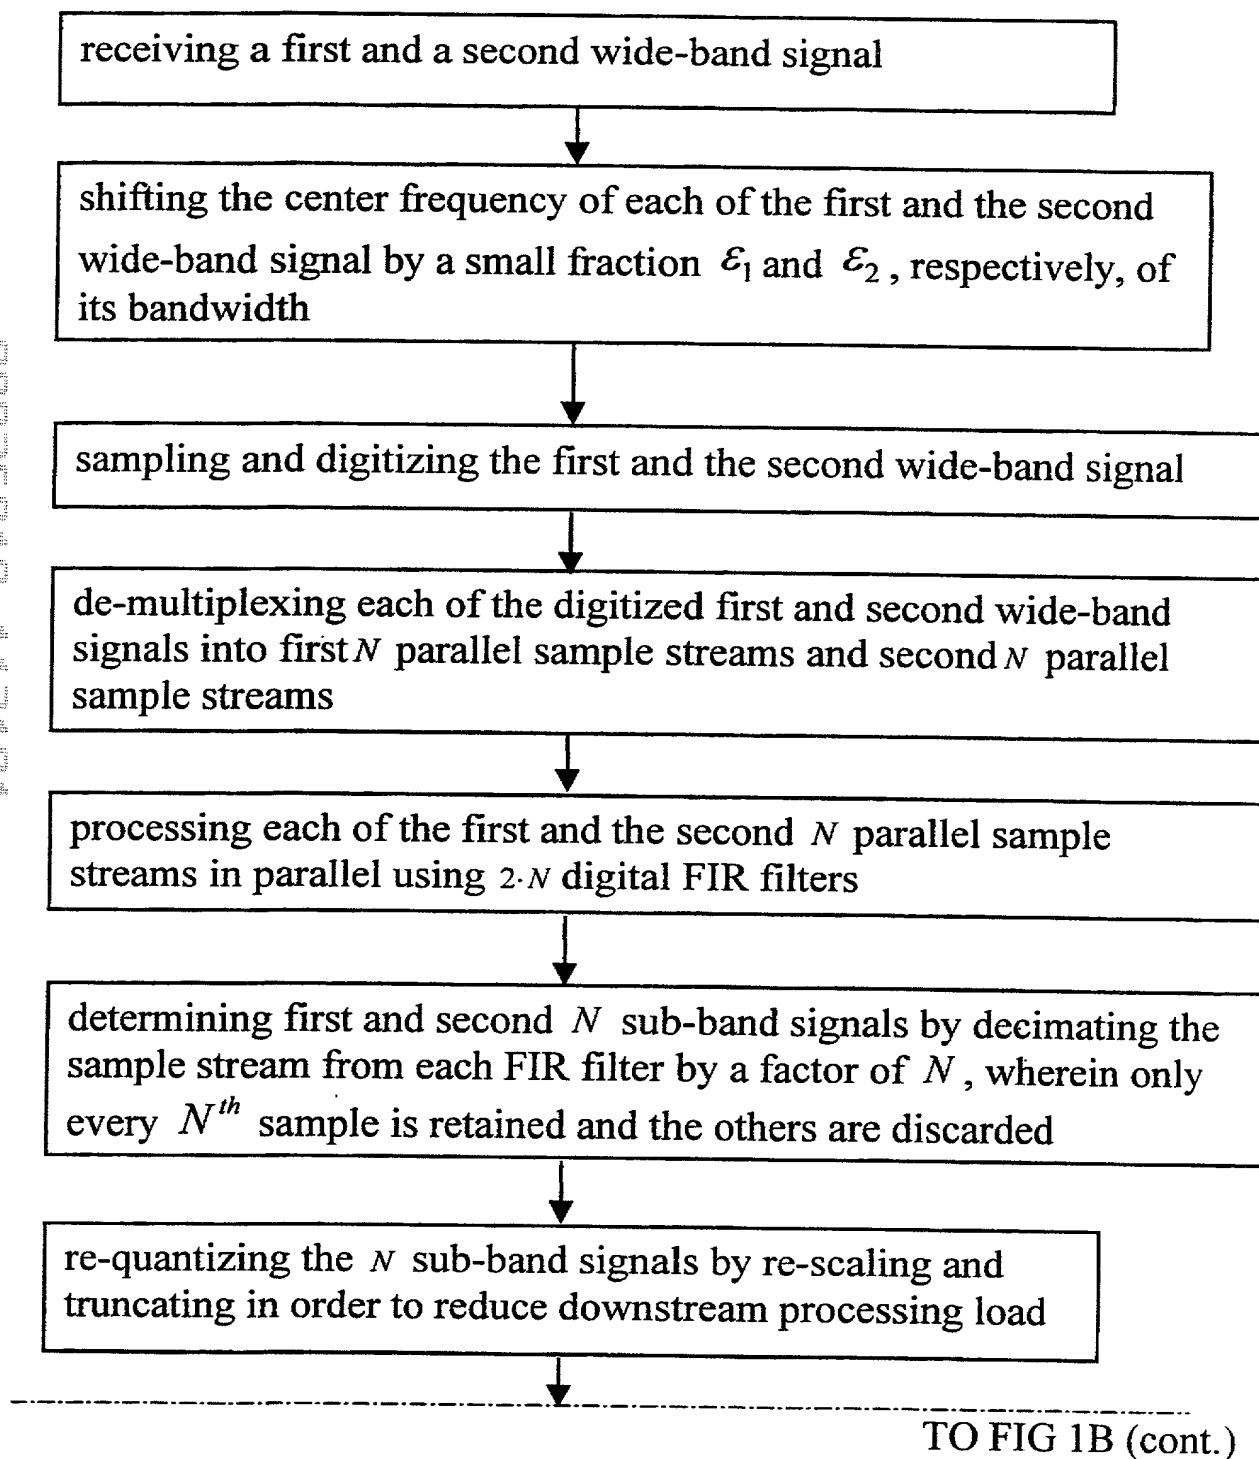 receiving a first and a second wide-band signal
shifting the center frequency of each of the first and the second
wide-band signal by a small fraction ε₁ and ε₂, respectively, of
its bandwidth
sampling and digitizing the first and the second wide-band signal
de-multiplexing each of the digitized first and second wide-band
signals into first N parallel sample streams and second N parallel
sample streams
processing each of the first and the second N parallel sample
streams in parallel using 2·N digital FIR filters
determining first and second N sub-band signals by decimating the
sample stream from each FIR filter by a factor of N, wherein only
every Nᵗʰ sample is retained and the others are discarded
re-quantizing the N sub-band signals by re-scaling and
truncating in order to reduce downstream processing load
TO FIG 1B (cont.)